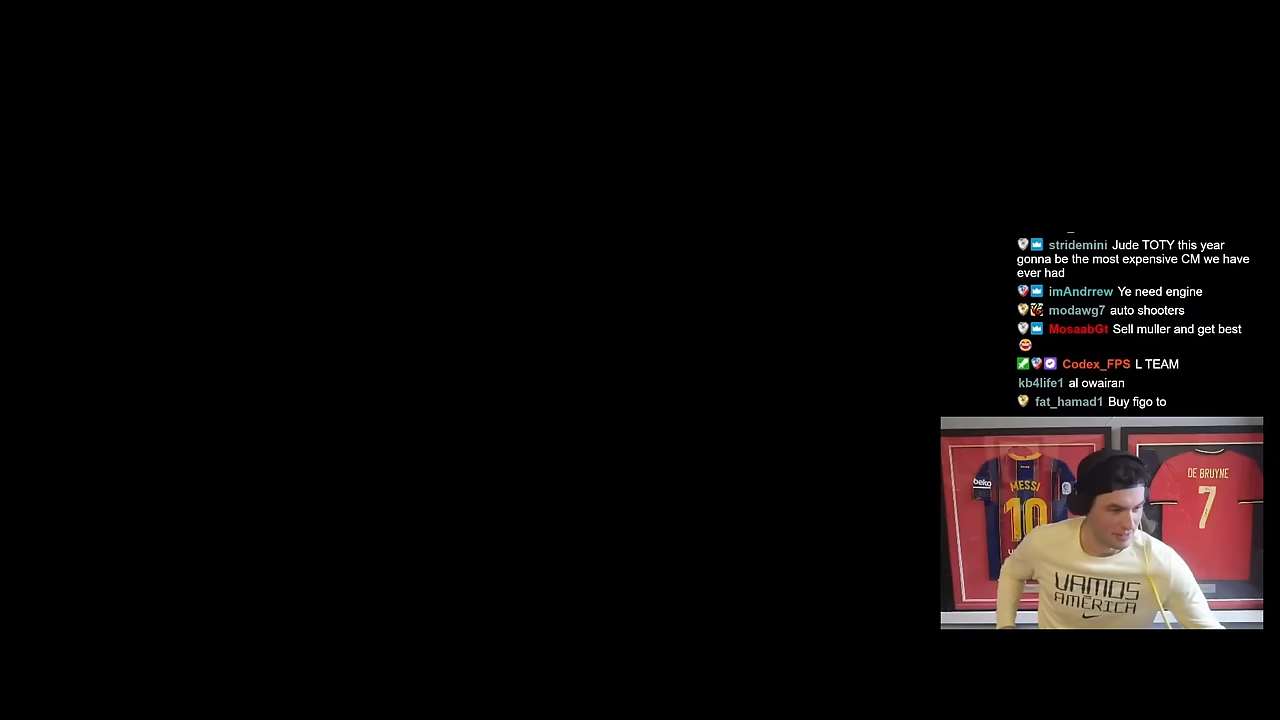 stridemini Jude TOTY this year
gonna be the most expensive CM we have
ever had
imAndrrew Ye need engine
modawg7 auto shooters
MosaabGt Sell muller and get best
Codex_FPS L TEAM
kb4life1 al owairan
fat_hamad1 Buy figo to
beko
MESSI
10
DE BRUYNE
7
VAMOS
AMÉRICA